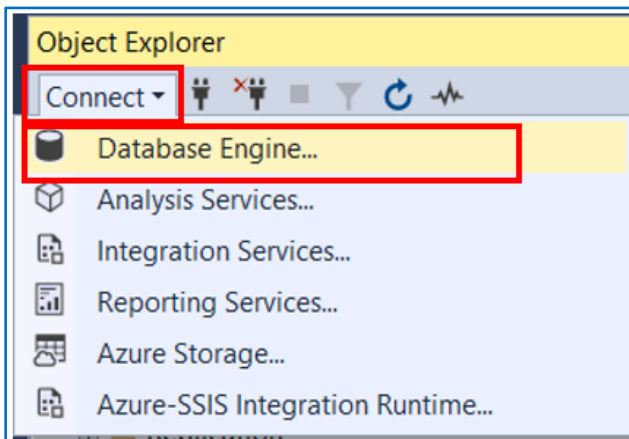 Object Explorer
Connect
Database Engine...
Analysis Services...
Integration Services...
Reporting Services...
Azure Storage...
Azure-SSIS Integration Runtime...